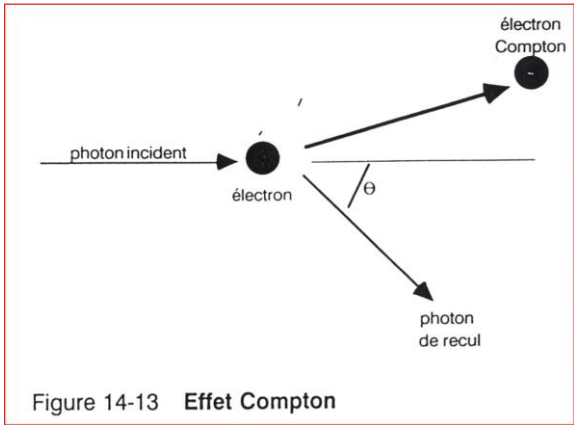 électron
Compton
photon incident
électron
θ
photon
de recul
Figure 14-13 Effet Compton